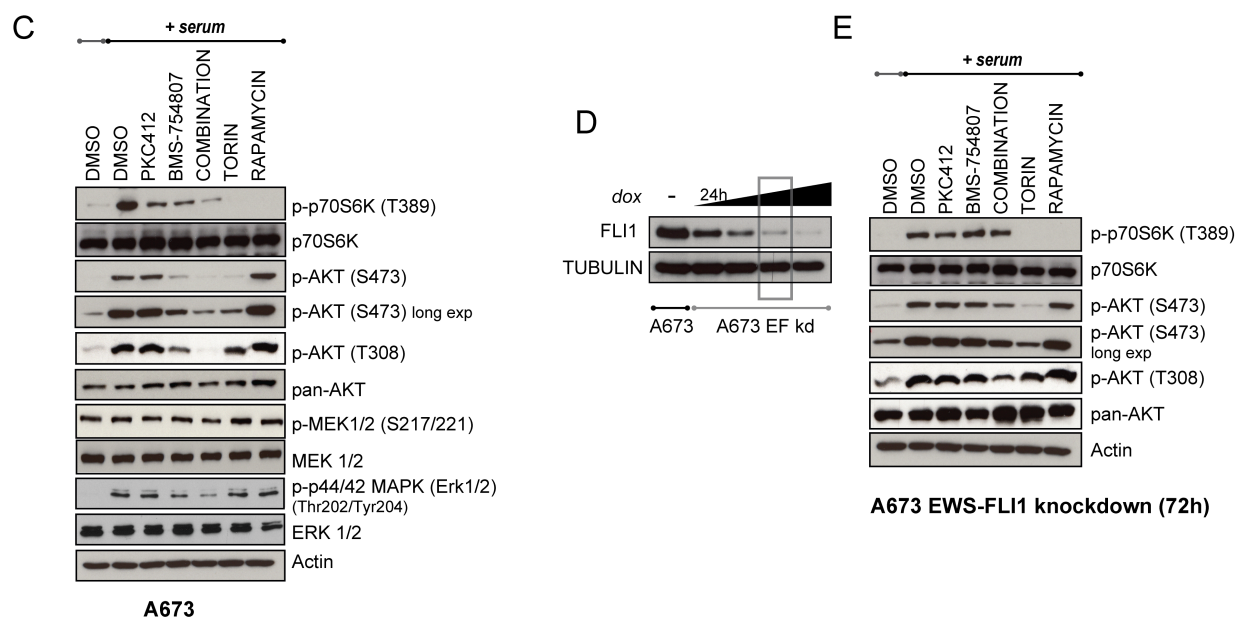 C
+ serum
DMSO
DMSO
PKC412
BMS-754807
COMBINATION
TORIN
RAPAMYCIN
p-p70S6K (T389)
p70S6K
p-AKT (S473)
p-AKT (S473) long exp
p-AKT (T308)
pan-AKT
p-MEK1/2 (S217/221)
MEK 1/2
p-p44/42 MAPK (Erk1/2)
(Thr202/Tyr204)
ERK 1/2
Actin
A673
D
dox - 24h
FLI1
TUBULIN
A673 A673 EF kd
E
+ serum
DMSO
DMSO
PKC412
BMS-754807
COMBINATION
TORIN
RAPAMYCIN
p-p70S6K (T389)
p70S6K
p-AKT (S473)
p-AKT (S473)
long exp
p-AKT (T308)
pan-AKT
Actin
A673 EWS-FLI1 knockdown (72h)